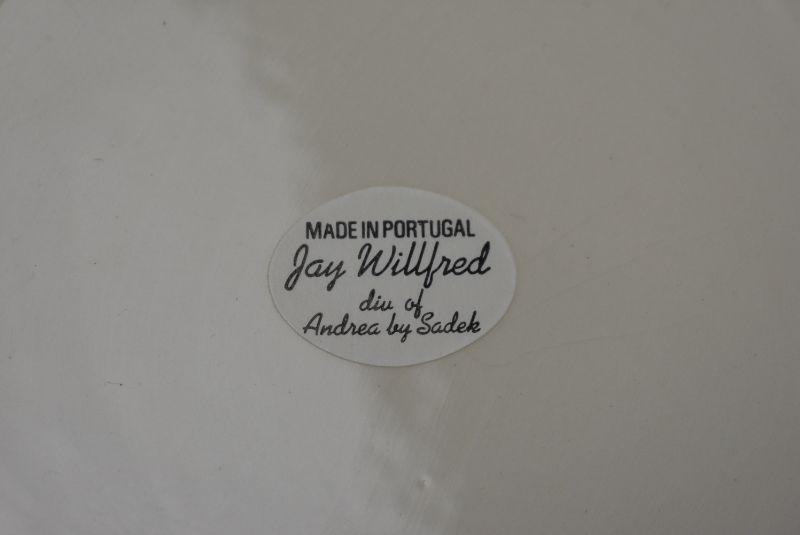 MADE IN PORTUGAL
Jay Willfred
div of
Andrea by Sadek